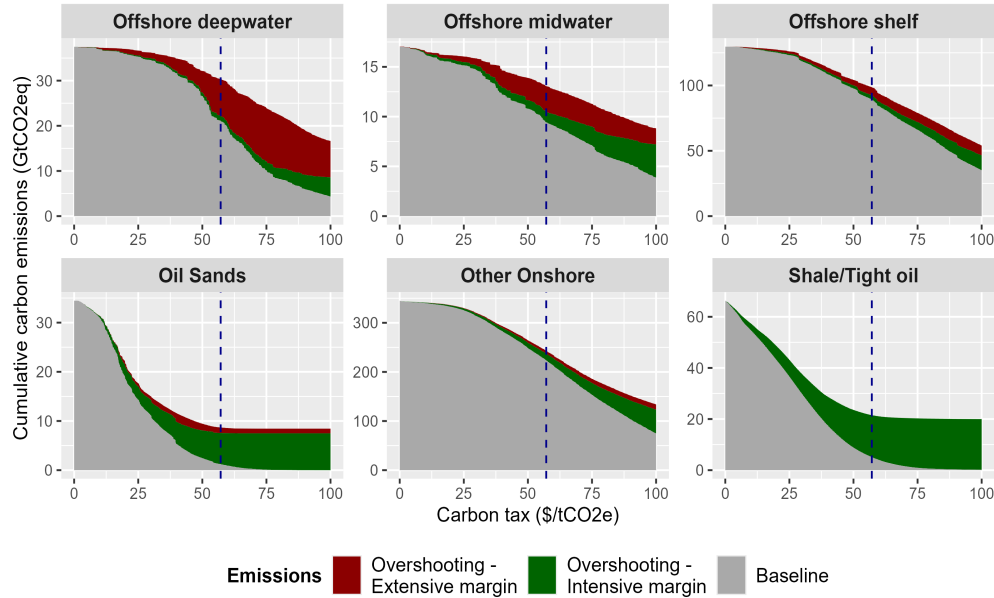 Offshore deepwater
Offshore midwater
Offshore shelf
30
20
10
0
15
10
5
0
100
50
0
0 25 50 75 100
0 25 50 75 100
0 25 50 75 100
Oil Sands
Other Onshore
Shale/Tight oil
30
20
10
0
300
200
100
0
60
40
20
0
0 25 50 75 100
0 25 50 75 100
0 25 50 75 100
Cumulative carbon emissions (GtCO2eq)
Carbon tax ($/tCO2e)
Emissions
Overshooting -
Extensive margin
Overshooting -
Intensive margin
Baseline